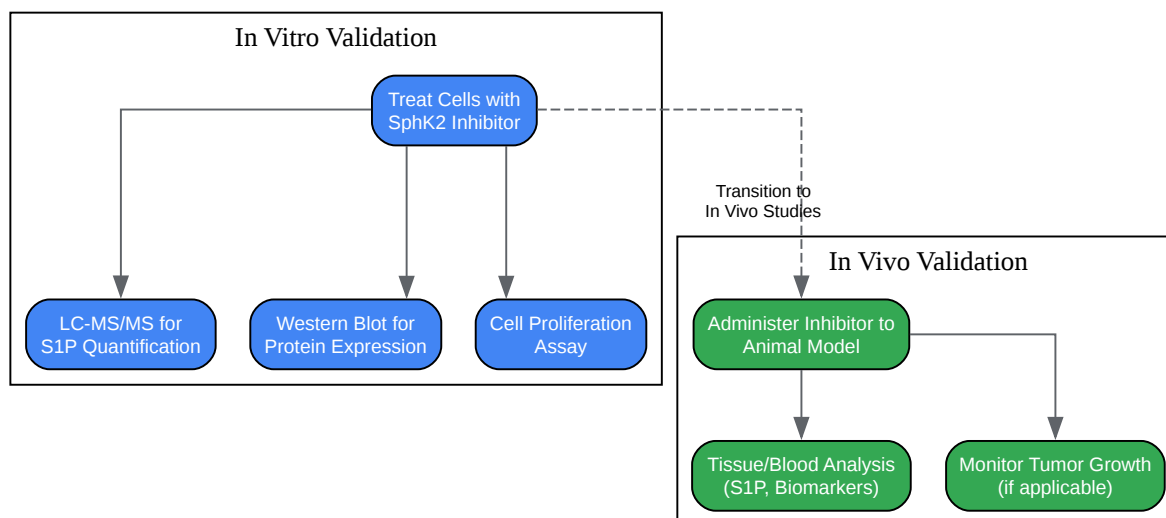 In Vitro Validation
Treat Cells with
SphK2 Inhibitor
Transition to
In Vivo Studies
In Vivo Validation
LC-MS/MS for
S1P Quantification
Western Blot for
Protein Expression
Cell Proliferation
Assay
Administer Inhibitor to
Animal Model
Tissue/Blood Analysis
(S1P, Biomarkers)
Monitor Tumor Growth
(if applicable)